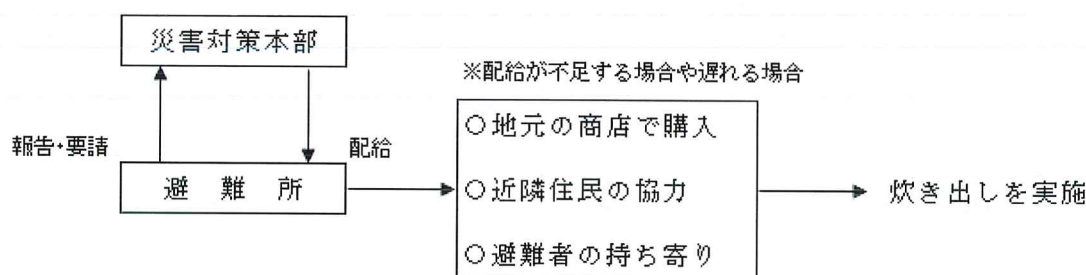 災害対策本部
※配給が不足する場合や遅れる場合
○地元の商店で購入
報告・要請
配給
避難所
○近隣住民の協力
炊き出しを実施
○避難者の持ち寄り